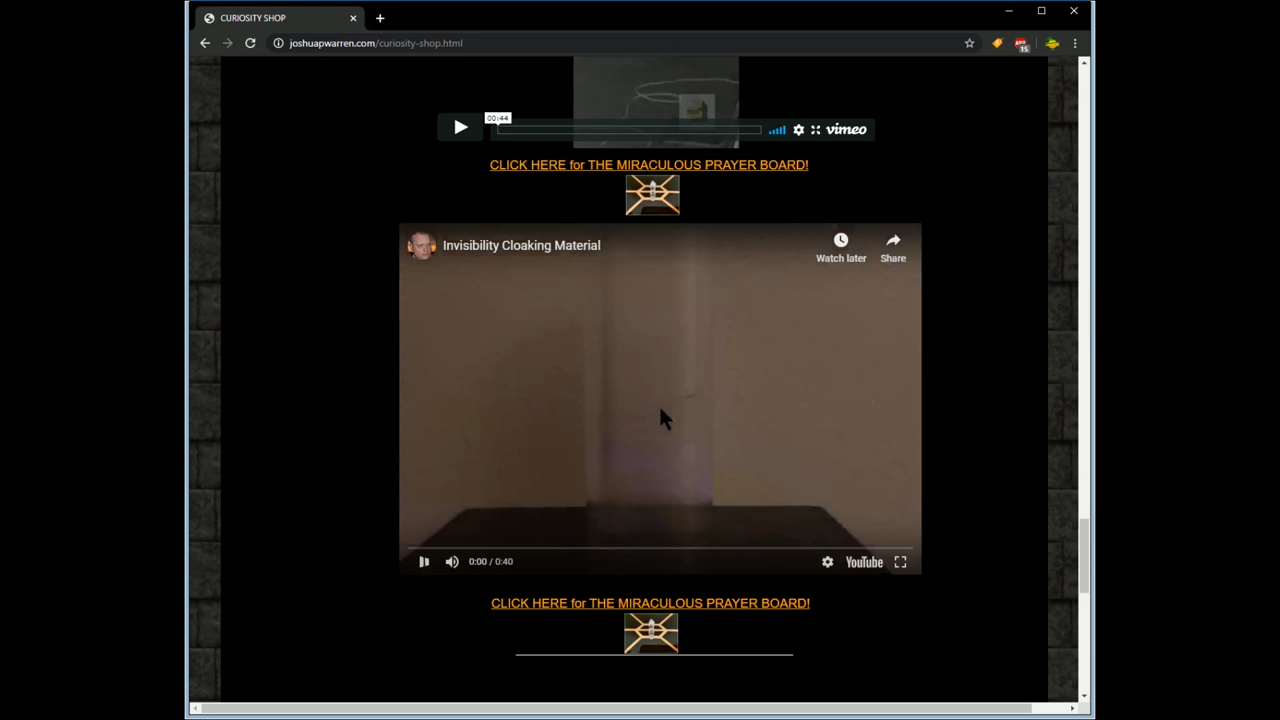 CURIOSITY SHOP
joshuapwarren.com/curiosity-shop.html
15
00:44
vimeo
CLICK HERE for THE MIRACULOUS PRAYER BOARD!
Invisibility Cloaking Material
Watch later
Share
0:00 / 0:40
YouTube
CLICK HERE for THE MIRACULOUS PRAYER BOARD!